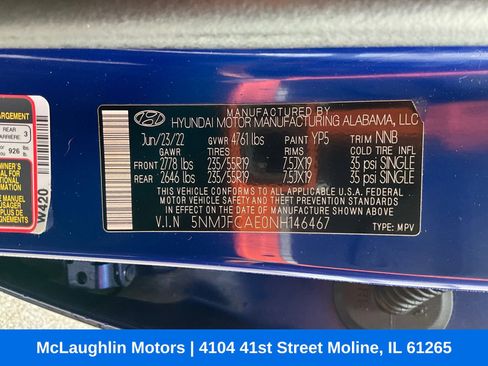 MANUFACTURED BY
HYUNDAI MOTOR MANUFACTURING ALABAMA, LLC
Jun/23/22 GVWR 4761 lbs PAINT YP5 TRIM NNB
GAWR TIRES RIMS COLD TIRE INFL
FRONT 2778 lbs 235/55R19 7.5JX19 35 psi SINGLE
REAR 2646 lbs 235/55R19 7.5JX19 35 psi SINGLE
THIS VEHICLE CONFORMS TO ALL APPLICABLE U.S.A. FEDERAL
MOTOR VEHICLE SAFETY, BUMPER, AND THEFT PREVENTION STANDARDS
IN EFFECT ON THE DATE OF MANUFACTURE SHOWN ABOVE.
V.I.N 5NMJFCAE0NH146467 TYPE: MPV
REAR 3
926
W420
McLaughlin Motors | 4104 41st Street Moline, IL 61265